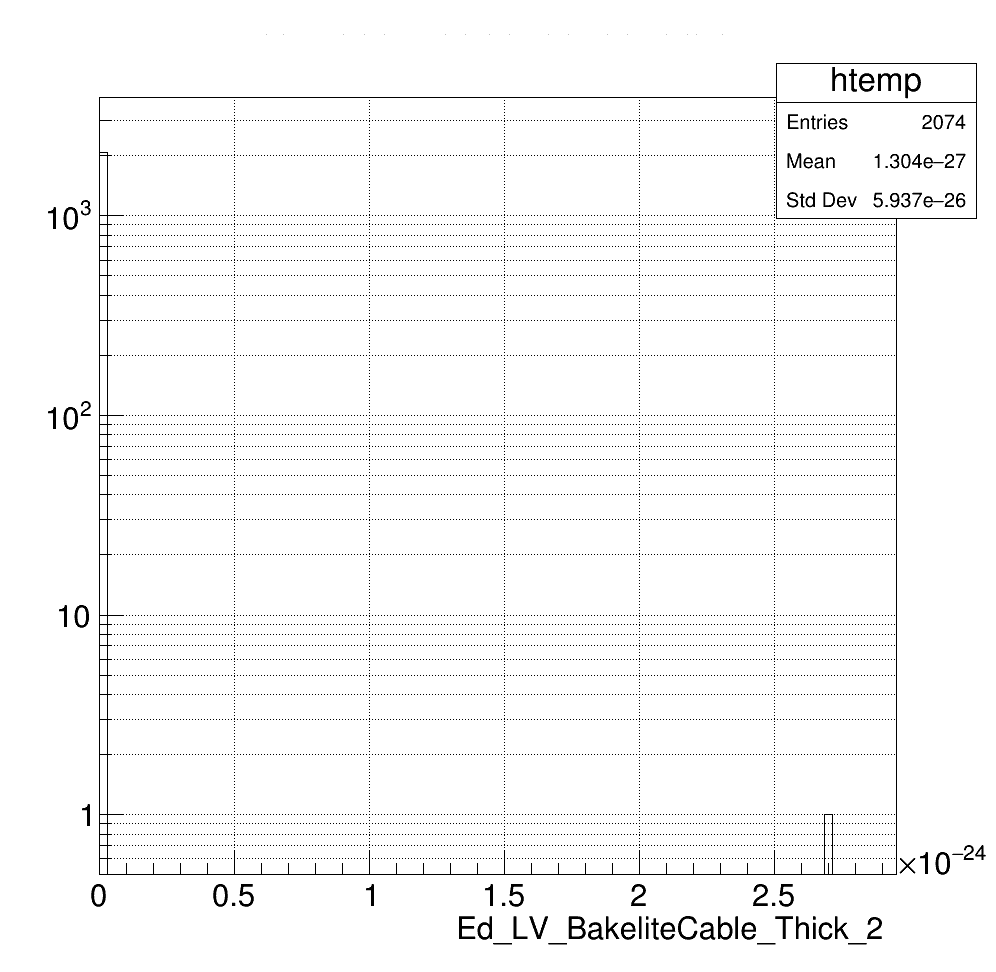 htemp
Entries 2074
Mean 1.304e−27
Std Dev 5.937e−26
10³
10²
10
1
0 0.5 1 1.5 2 2.5
×10⁻²⁴
Ed_LV_BakeliteCable_Thick_2